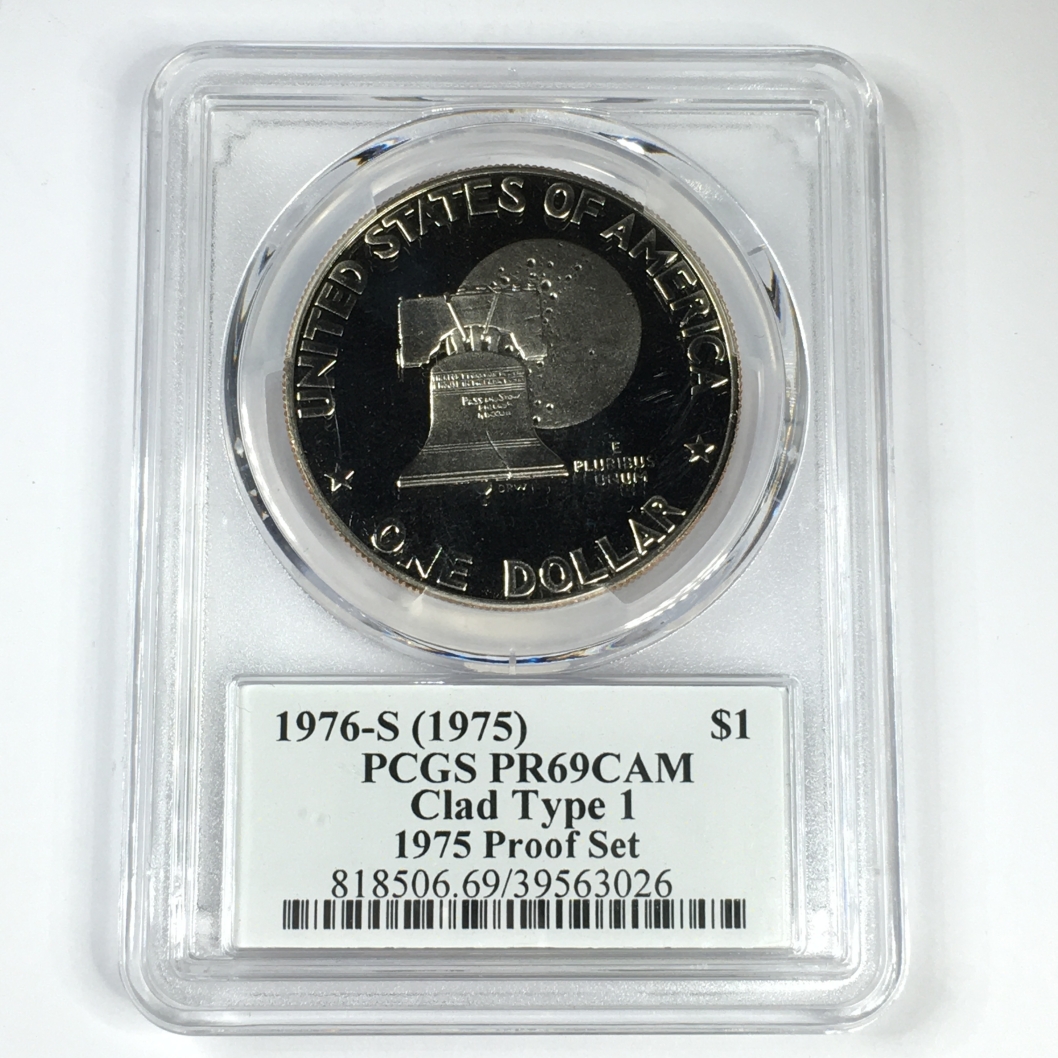 UNITED STATES OF AMERICA
E
PLURIBUS
UNUM
ONE DOLLAR
1976-S (1975) $1
PCGS PR69CAM
Clad Type 1
1975 Proof Set
818506.69/39563026